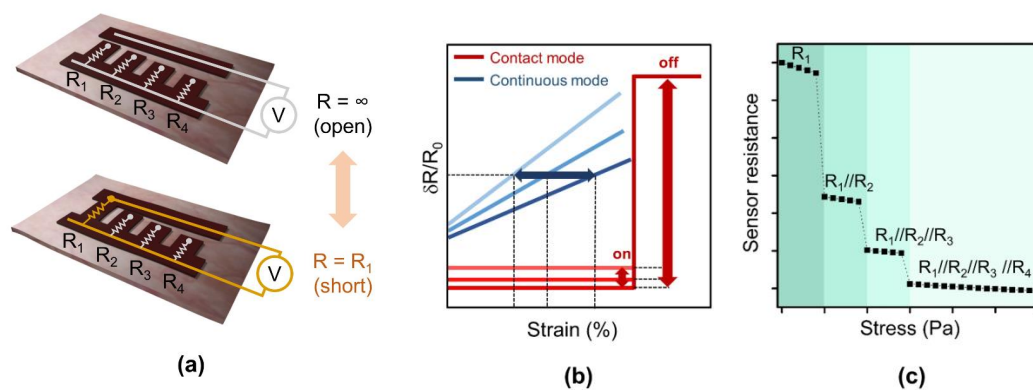 R₁
R₂
R₃
R₄
V
R = ∞
(open)
R₁
R₂
R₃
R₄
V
R = R₁
(short)
(a)
Contact mode
Continuous mode
off
on
δR/R₀
Strain (%)
(b)
R₁
R₁//R₂
R₁//R₂//R₃
R₁//R₂//R₃ //R₄
Sensor resistance
Stress (Pa)
(c)